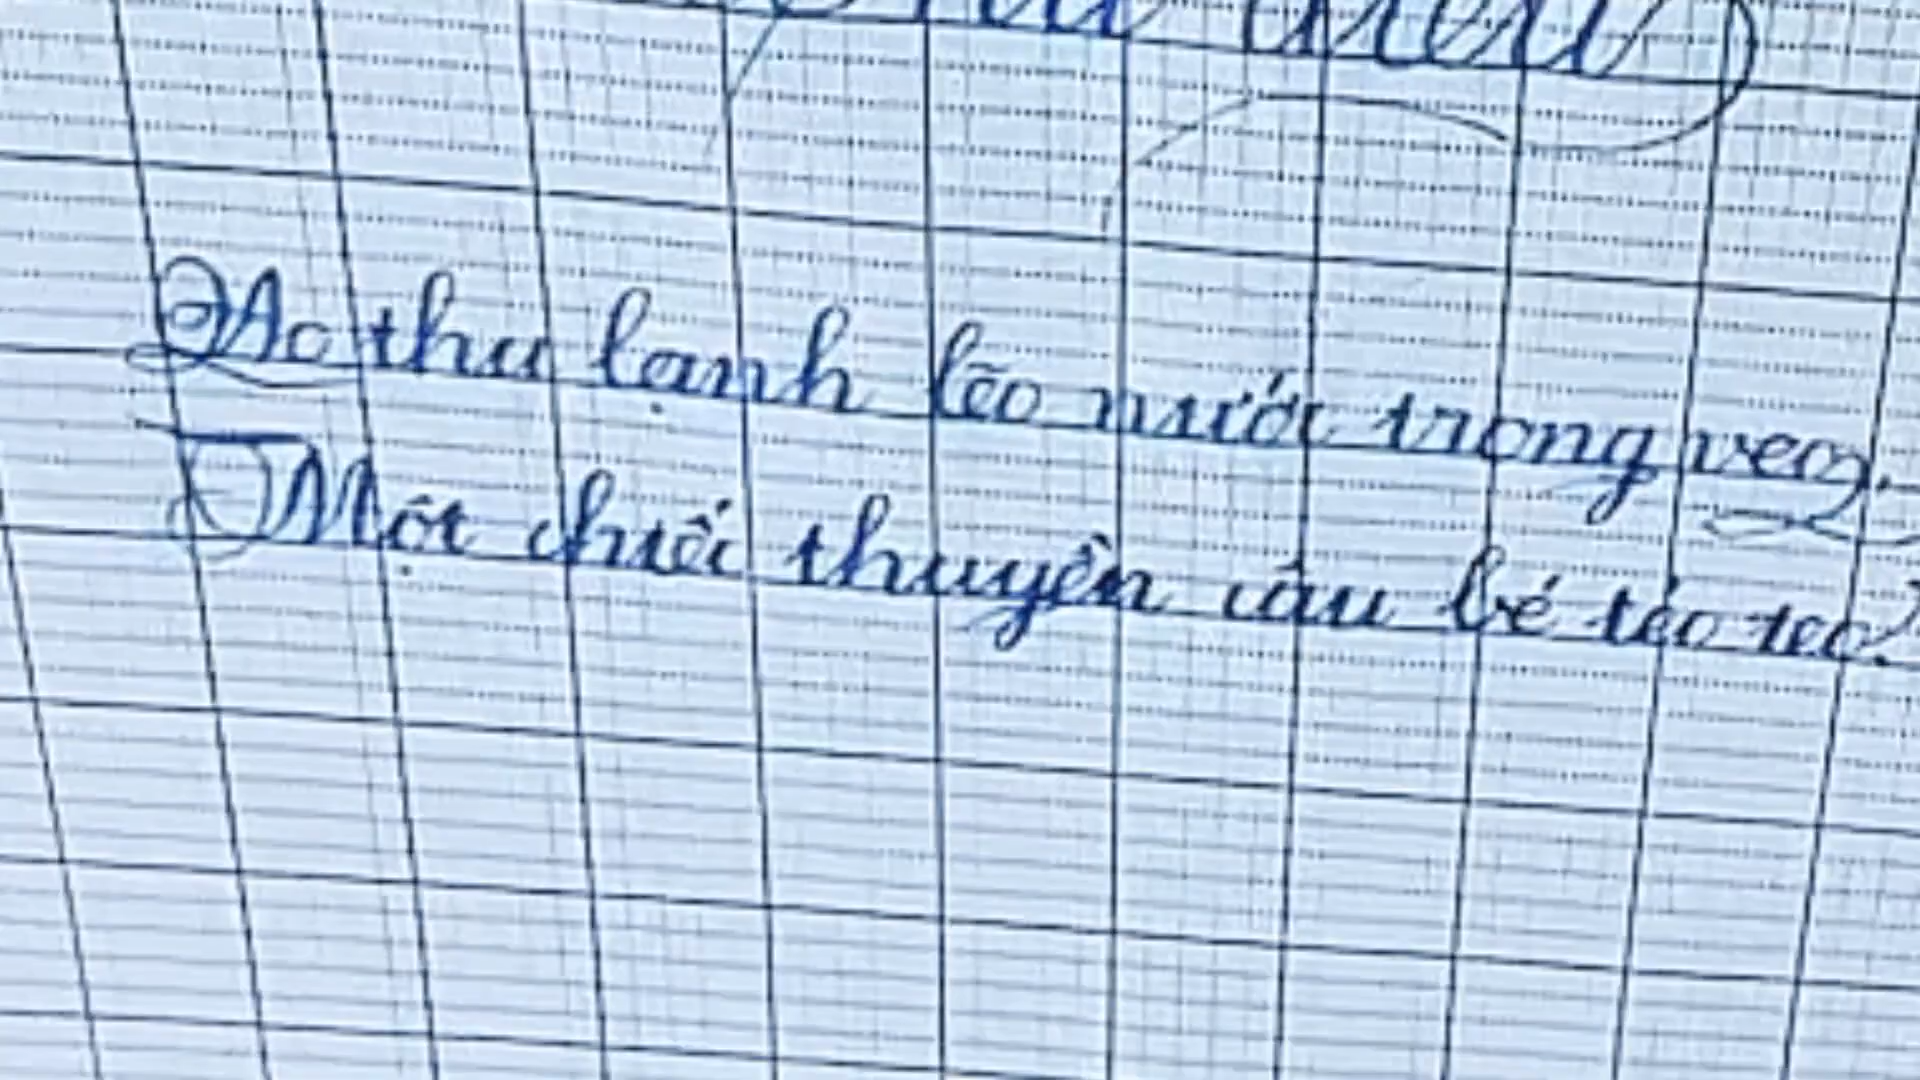 Ao thu lạnh lẽo nước trong veo.
Một chiếc thuyền câu bé tẻo teo.